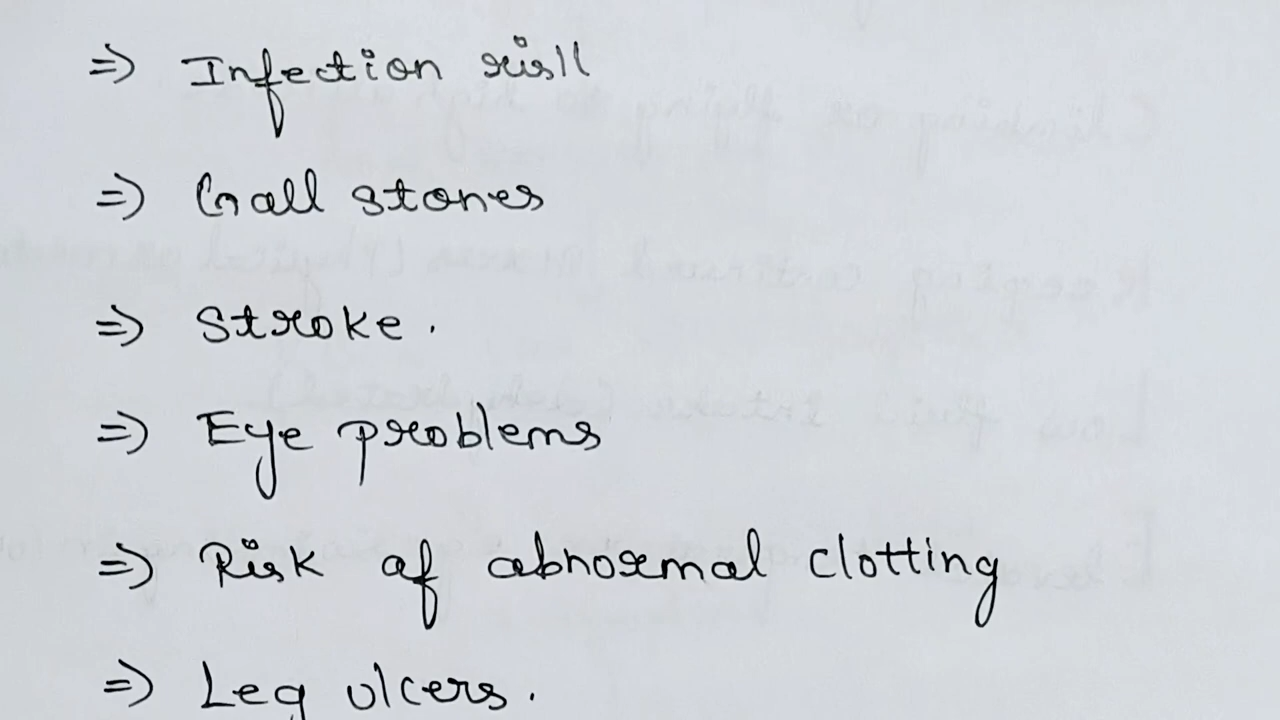 ⇒ Infection risk
⇒ Gall stones
⇒ Stroke.
⇒ Eye problems
⇒ Risk of abnormal clotting
⇒ Leg ulcers.